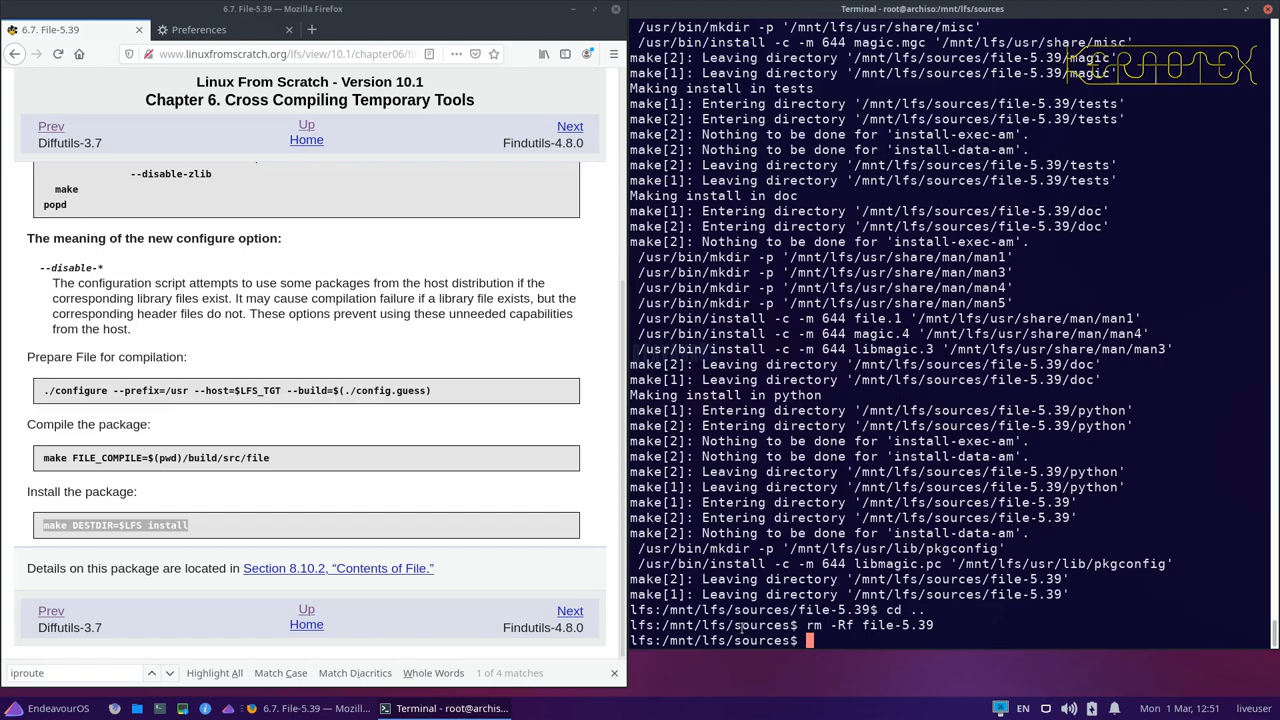 6.7. File-5.39 — Mozilla Firefox
6.7. File-5.39
Preferences
www.linuxfromscratch.org/lfs/view/10.1/chapter06/fi
Linux From Scratch - Version 10.1
Chapter 6. Cross Compiling Temporary Tools
Prev
Up
Next
Diffutils-3.7
Home
Findutils-4.8.0
--disable-zlib
make
popd
The meaning of the new configure option:
--disable-*
The configuration script attempts to use some packages from the host distribution if the
corresponding library files exist. It may cause compilation failure if a library file exists, but the
corresponding header files do not. These options prevent using these unneeded capabilities
from the host.
Prepare File for compilation:
./configure --prefix=/usr --host=$LFS_TGT --build=$(./config.guess)
Compile the package:
make FILE_COMPILE=$(pwd)/build/src/file
Install the package:
make DESTDIR=$LFS install
Details on this package are located in Section 8.10.2, “Contents of File.”
Prev
Up
Next
Diffutils-3.7
Home
Findutils-4.8.0
iproute
Highlight All
Match Case
Match Diacritics
Whole Words
1 of 4 matches
Terminal - root@archiso:/mnt/lfs/sources
/usr/bin/mkdir -p '/mnt/lfs/usr/share/misc'
/usr/bin/install -c -m 644 magic.mgc '/mnt/lfs/usr/share/misc'
make[2]: Leaving directory '/mnt/lfs/sources/file-5.39/magic'
make[1]: Leaving directory '/mnt/lfs/sources/file-5.39/magic'
Making install in tests
make[1]: Entering directory '/mnt/lfs/sources/file-5.39/tests'
make[2]: Entering directory '/mnt/lfs/sources/file-5.39/tests'
make[2]: Nothing to be done for 'install-exec-am'.
make[2]: Nothing to be done for 'install-data-am'.
make[2]: Leaving directory '/mnt/lfs/sources/file-5.39/tests'
make[1]: Leaving directory '/mnt/lfs/sources/file-5.39/tests'
Making install in doc
make[1]: Entering directory '/mnt/lfs/sources/file-5.39/doc'
make[2]: Entering directory '/mnt/lfs/sources/file-5.39/doc'
make[2]: Nothing to be done for 'install-exec-am'.
/usr/bin/mkdir -p '/mnt/lfs/usr/share/man/man1'
/usr/bin/mkdir -p '/mnt/lfs/usr/share/man/man3'
/usr/bin/mkdir -p '/mnt/lfs/usr/share/man/man4'
/usr/bin/mkdir -p '/mnt/lfs/usr/share/man/man5'
/usr/bin/install -c -m 644 file.1 '/mnt/lfs/usr/share/man/man1'
/usr/bin/install -c -m 644 magic.4 '/mnt/lfs/usr/share/man/man4'
/usr/bin/install -c -m 644 libmagic.3 '/mnt/lfs/usr/share/man/man3'
make[2]: Leaving directory '/mnt/lfs/sources/file-5.39/doc'
make[1]: Leaving directory '/mnt/lfs/sources/file-5.39/doc'
Making install in python
make[1]: Entering directory '/mnt/lfs/sources/file-5.39/python'
make[2]: Entering directory '/mnt/lfs/sources/file-5.39/python'
make[2]: Nothing to be done for 'install-exec-am'.
make[2]: Nothing to be done for 'install-data-am'.
make[2]: Leaving directory '/mnt/lfs/sources/file-5.39/python'
make[1]: Leaving directory '/mnt/lfs/sources/file-5.39/python'
make[1]: Entering directory '/mnt/lfs/sources/file-5.39'
make[2]: Entering directory '/mnt/lfs/sources/file-5.39'
make[2]: Nothing to be done for 'install-exec-am'.
/usr/bin/mkdir -p '/mnt/lfs/usr/lib/pkgconfig'
/usr/bin/install -c -m 644 libmagic.pc '/mnt/lfs/usr/lib/pkgconfig'
make[2]: Leaving directory '/mnt/lfs/sources/file-5.39'
make[1]: Leaving directory '/mnt/lfs/sources/file-5.39'
lfs:/mnt/lfs/sources/file-5.39$ cd ..
lfs:/mnt/lfs/sources$ rm -Rf file-5.39
lfs:/mnt/lfs/sources$
KERNOTEX
EndeavourOS
6.7. File-5.39 — Mozilla Fi...
Terminal - root@archiso:/m...
EN
Mon 1 Mar, 12:51
liveuser